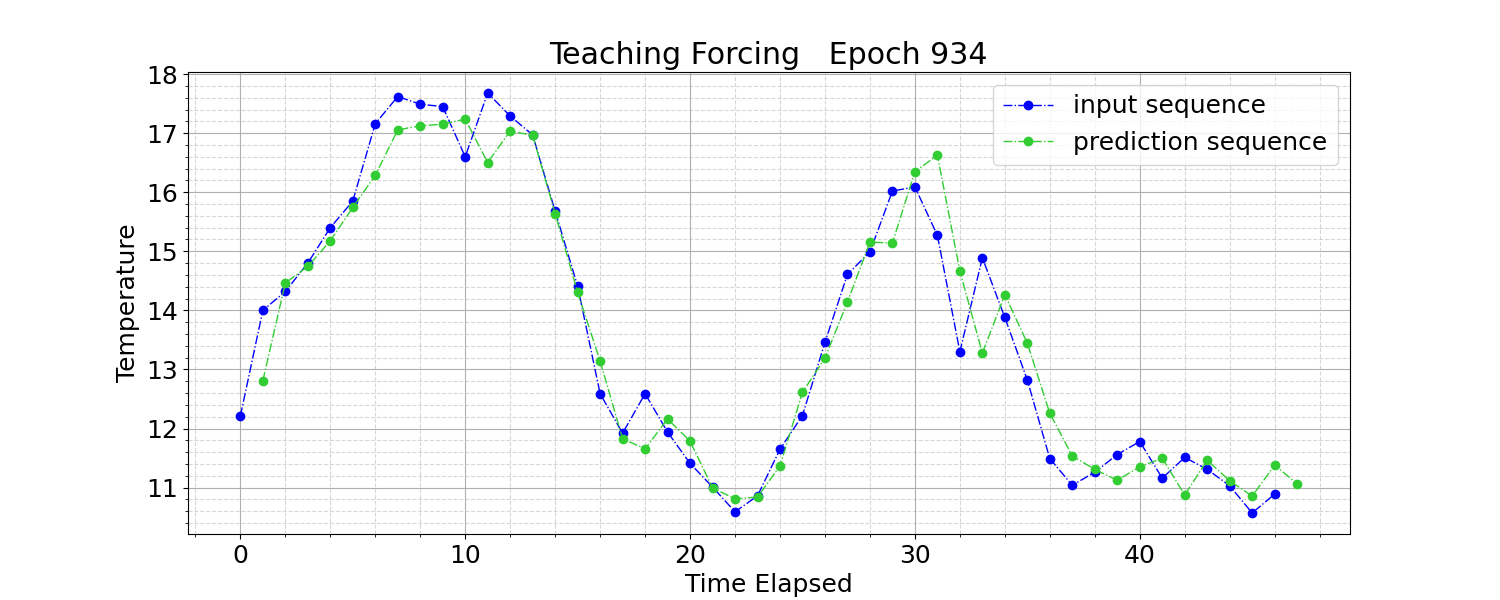 Teaching Forcing   Epoch 934
18
17
16
15
14
13
12
11
Temperature
input sequence
prediction sequence
0 10 20 30 40
Time Elapsed